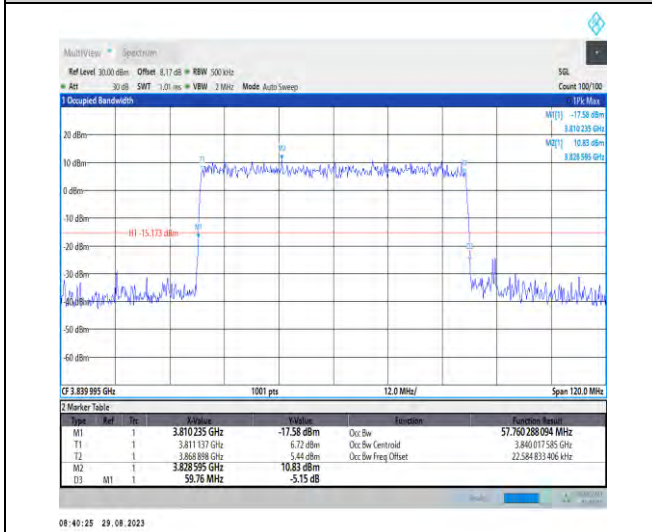 MultiView Spectrum
Ref Level 30.00 dBm Offset 8.17 dB RBW 500 kHz SGL
Att 30 dB SWT 1.01 ms VBW 2 MHz Mode Auto Sweep Count 100/100
1 Occupied Bandwidth 1Pk Max
M1[1] -17.58 dBm
3.810 235 GHz
M2[1] 10.83 dBm
3.828 595 GHz
20 dBm
M2
T1
10 dBm
0 dBm
-10 dBm
M1
H1 -15.173 dBm
-20 dBm
-30 dBm
-40 dBm
-50 dBm
-60 dBm
CF 3.839 995 GHz 1001 pts 12.0 MHz/ Span 120.0 MHz
2 Marker Table
Type Ref Trc X-Value Y-Value Function Function Result
M1 1 3.810 235 GHz -17.58 dBm Occ Bw 57.760 288 094 MHz
T1 1 3.811 137 GHz 6.72 dBm Occ Bw Centroid 3.840 017 585 GHz
T2 1 3.868 898 GHz 5.44 dBm Occ Bw Freq Offset 22.584 833 406 kHz
M2 1 3.828 595 GHz 10.83 dBm
D3 M1 1 59.76 MHz -5.15 dB
08:40:25 29.08.2023